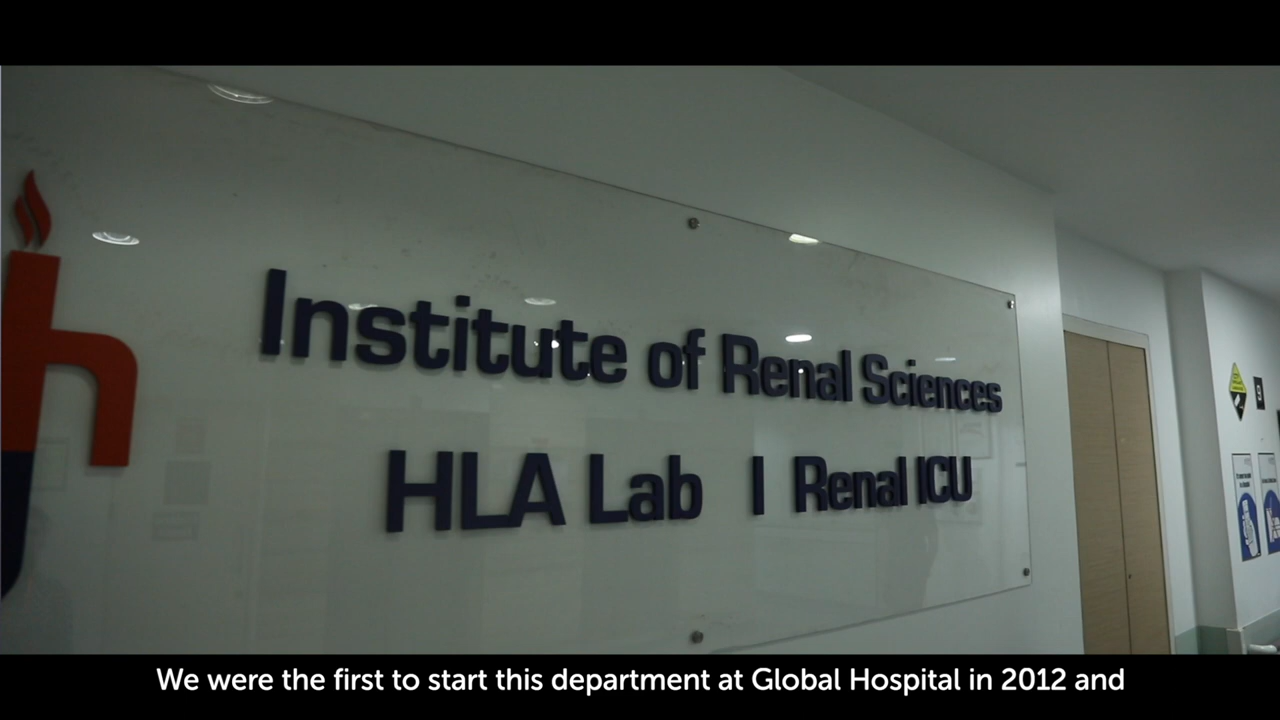 Institute of Renal Sciences
HLA Lab | Renal ICU
We were the first to start this department at Global Hospital in 2012 and